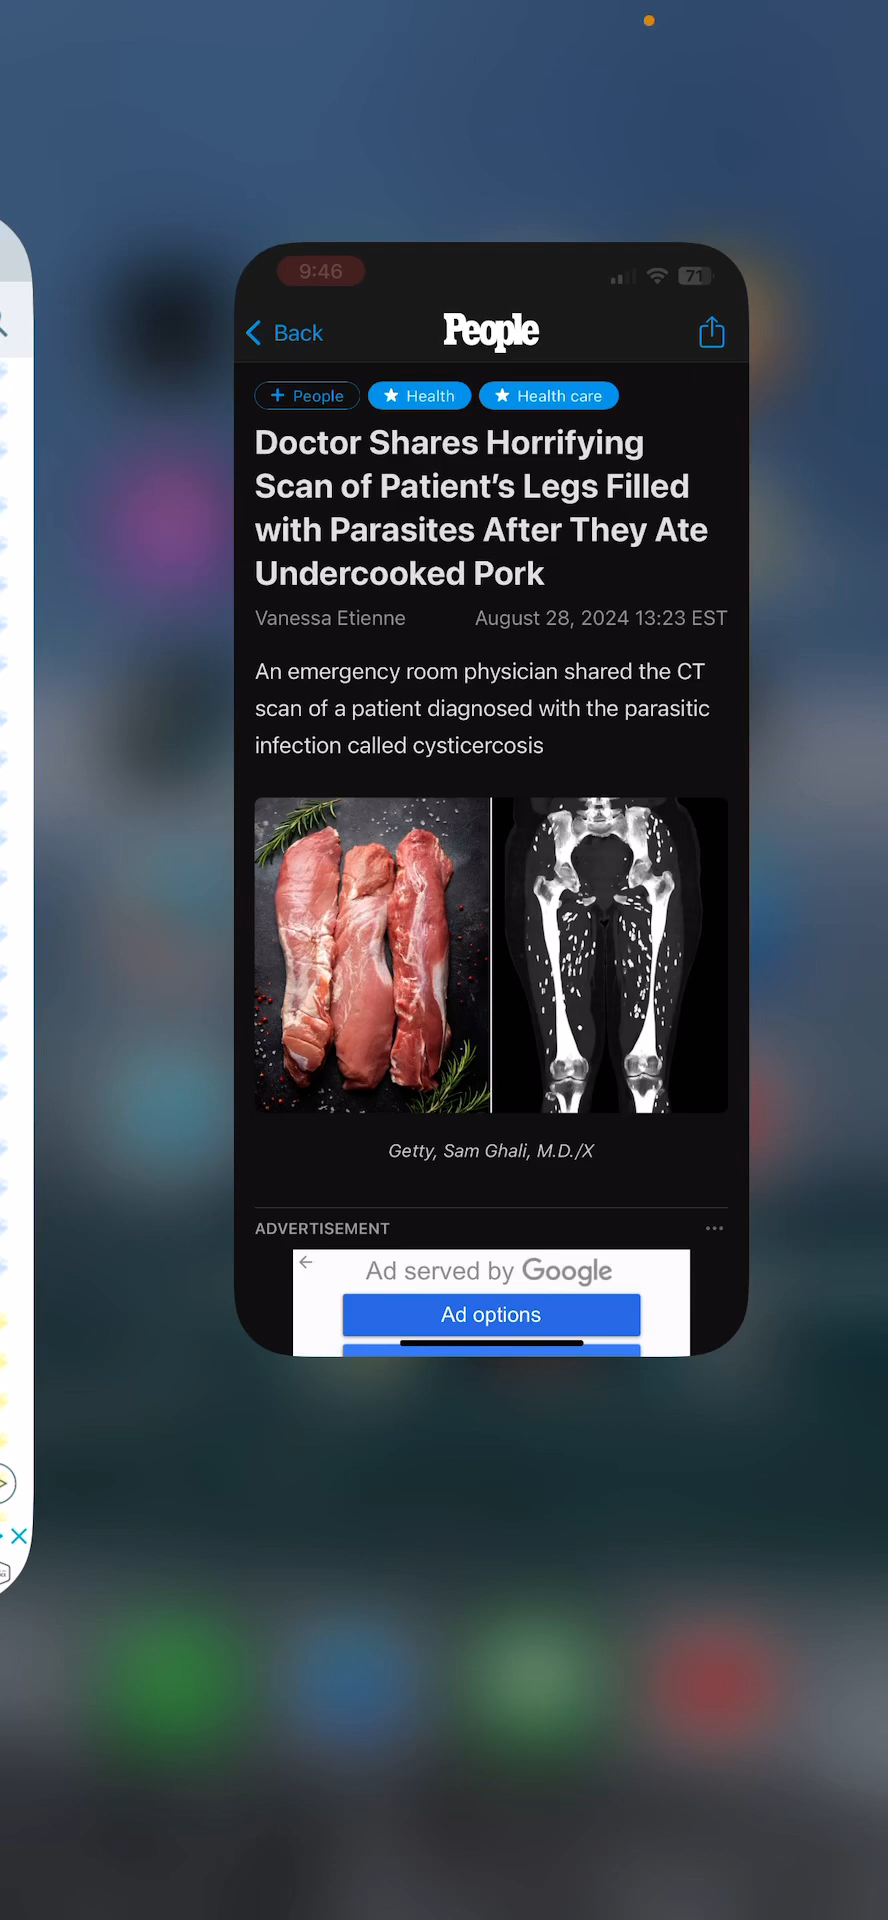 9:46
71
Back
People
+ People
Health
Health care
Doctor Shares Horrifying
Scan of Patient’s Legs Filled
with Parasites After They Ate
Undercooked Pork
Vanessa Etienne
August 28, 2024 13:23 EST
An emergency room physician shared the CT
scan of a patient diagnosed with the parasitic
infection called cysticercosis
Getty, Sam Ghali, M.D./X
ADVERTISEMENT
Ad served by Google
Ad options